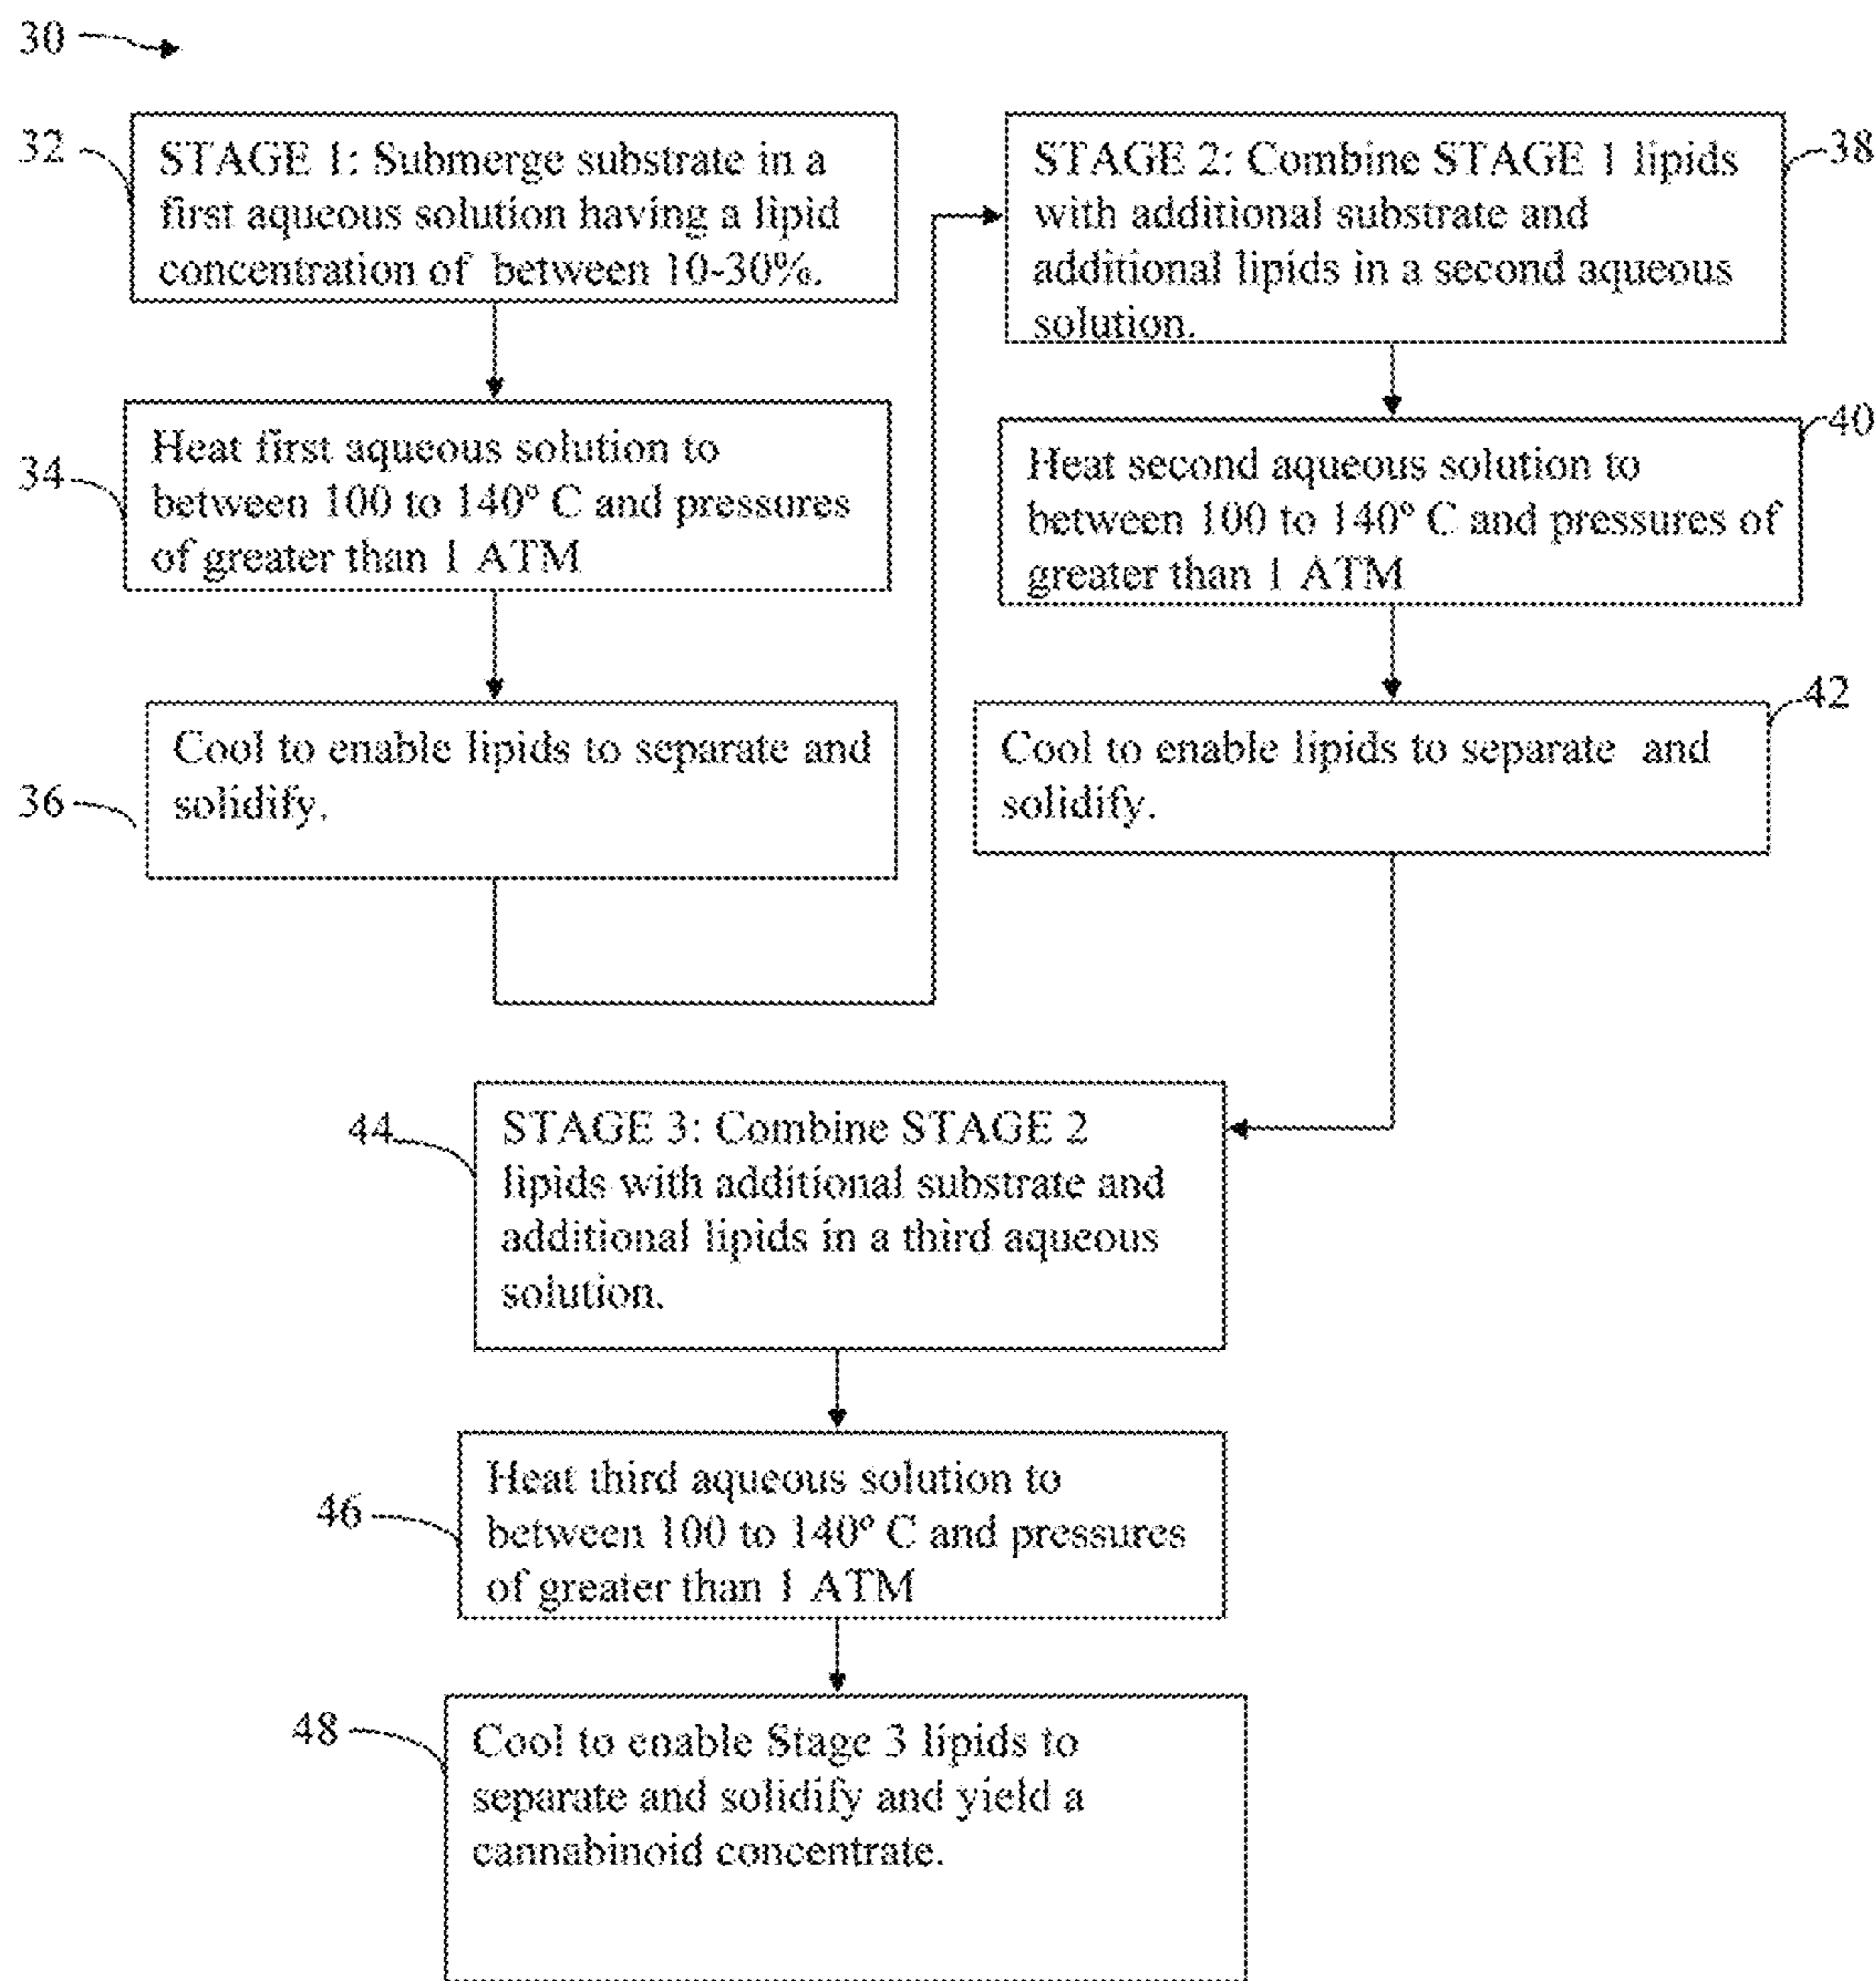 30
32
STAGE 1: Submerge substrate in a
first aqueous solution having a lipid
concentration of between 10-30%.
34
Heat first aqueous solution to
between 100 to 140º C and pressures
of greater than 1 ATM
36
Cool to enable lipids to separate and
solidify.
38
STAGE 2: Combine STAGE 1 lipids
with additional substrate and
additional lipids in a second aqueous
solution.
40
Heat second aqueous solution to
between 100 to 140º C and pressures of
greater than 1 ATM
42
Cool to enable lipids to separate and
solidify.
44
STAGE 3: Combine STAGE 2
lipids with additional substrate and
additional lipids in a third aqueous
solution.
46
Heat third aqueous solution to
between 100 to 140º C and pressures
of greater than 1 ATM
48
Cool to enable Stage 3 lipids to
separate and solidify and yield a
cannabinoid concentrate.